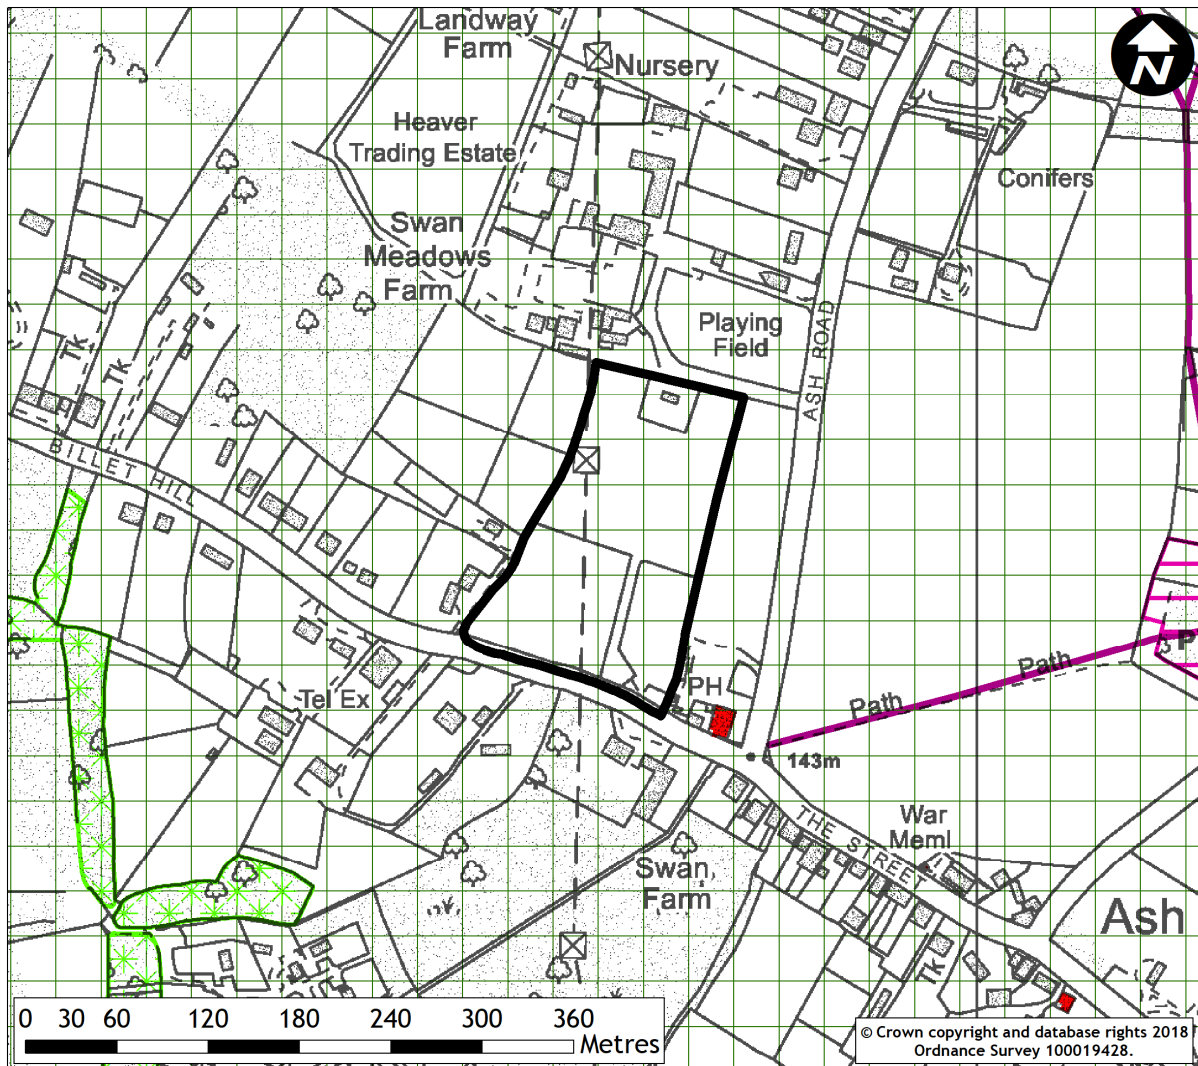 Landway
Farm
N
Nursery
Heaver
Trading Estate
Conifers
Swan
Meadows
Farm
Playing
Field
ASH ROAD
Tk
Tk
BILLET HILL
Path
P
Path
PH
Tel Ex
143m
THE STREET
War
Meml
Swan
Farm
Ash
Tk
0 30 60 120 180 240 300 360
Metres
© Crown copyright and database rights 2018
Ordnance Survey 100019428.